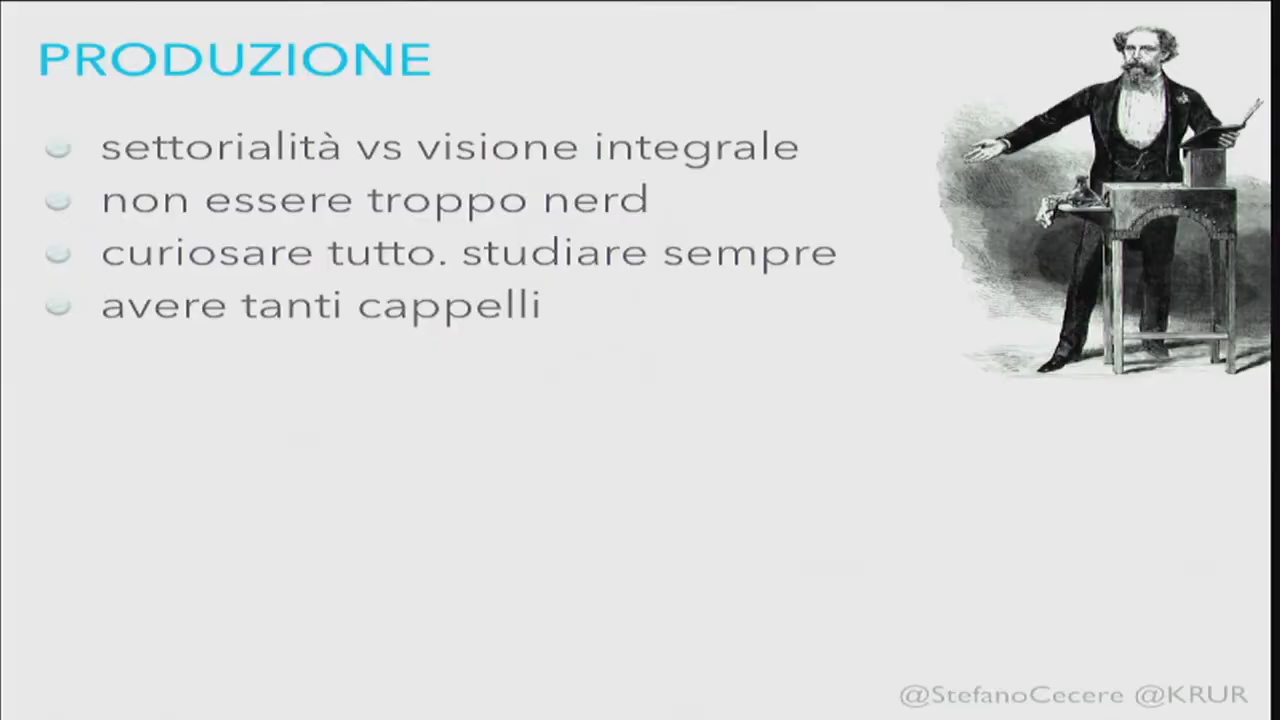 PRODUZIONE
settorialità vs visione integrale
non essere troppo nerd
curiosare tutto. studiare sempre
avere tanti cappelli
@StefanoCecere @KRUR